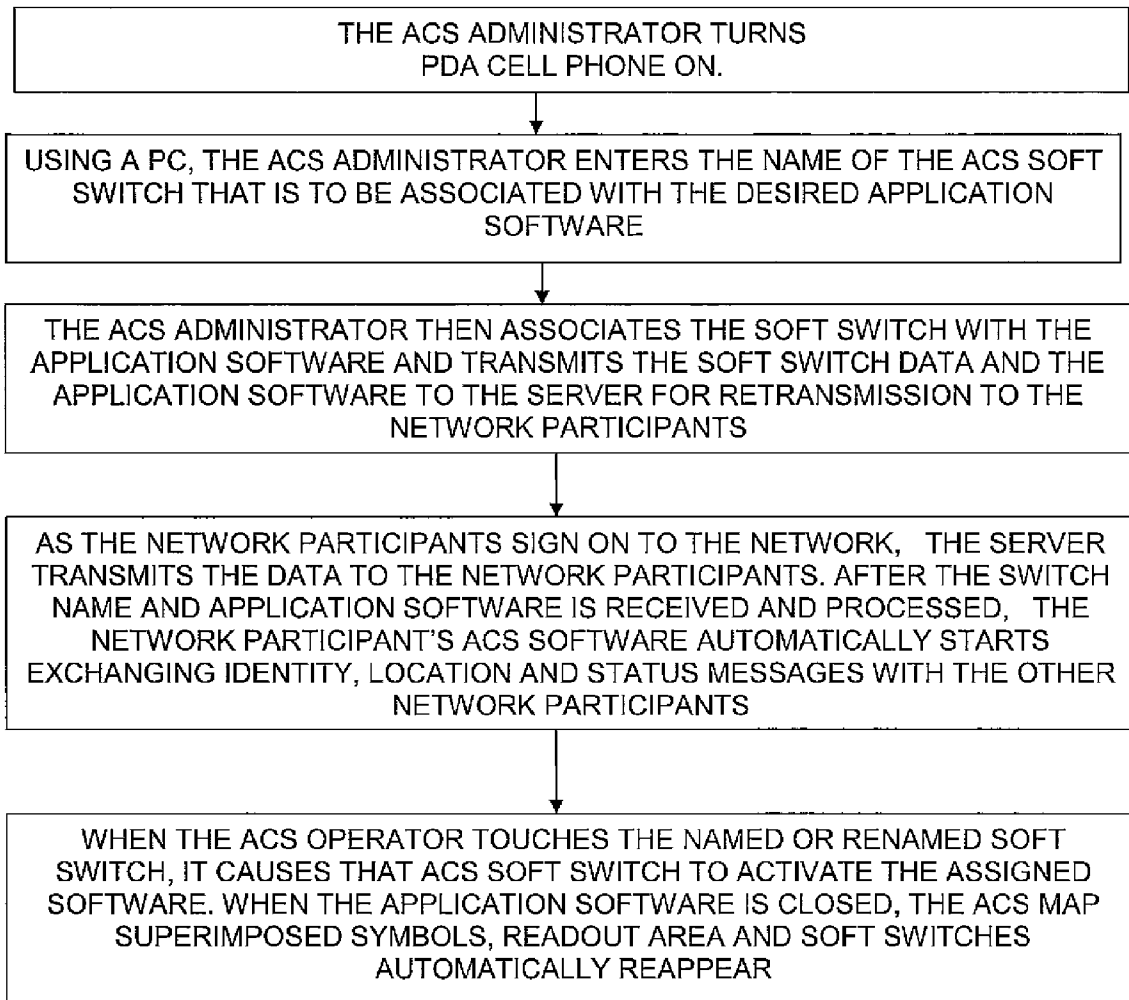 THE ACS ADMINISTRATOR TURNS
PDA CELL PHONE ON.
USING A PC, THE ACS ADMINISTRATOR ENTERS THE NAME OF THE ACS SOFT
SWITCH THAT IS TO BE ASSOCIATED WITH THE DESIRED APPLICATION
SOFTWARE
THE ACS ADMINISTRATOR THEN ASSOCIATES THE SOFT SWITCH WITH THE
APPLICATION SOFTWARE AND TRANSMITS THE SOFT SWITCH DATA AND THE
APPLICATION SOFTWARE TO THE SERVER FOR RETRANSMISSION TO THE
NETWORK PARTICIPANTS
AS THE NETWORK PARTICIPANTS SIGN ON TO THE NETWORK, THE SERVER
TRANSMITS THE DATA TO THE NETWORK PARTICIPANTS. AFTER THE SWITCH
NAME AND APPLICATION SOFTWARE IS RECEIVED AND PROCESSED, THE
NETWORK PARTICIPANT'S ACS SOFTWARE AUTOMATICALLY STARTS
EXCHANGING IDENTITY, LOCATION AND STATUS MESSAGES WITH THE OTHER
NETWORK PARTICIPANTS
WHEN THE ACS OPERATOR TOUCHES THE NAMED OR RENAMED SOFT
SWITCH, IT CAUSES THAT ACS SOFT SWITCH TO ACTIVATE THE ASSIGNED
SOFTWARE. WHEN THE APPLICATION SOFTWARE IS CLOSED, THE ACS MAP
SUPERIMPOSED SYMBOLS, READOUT AREA AND SOFT SWITCHES
AUTOMATICALLY REAPPEAR